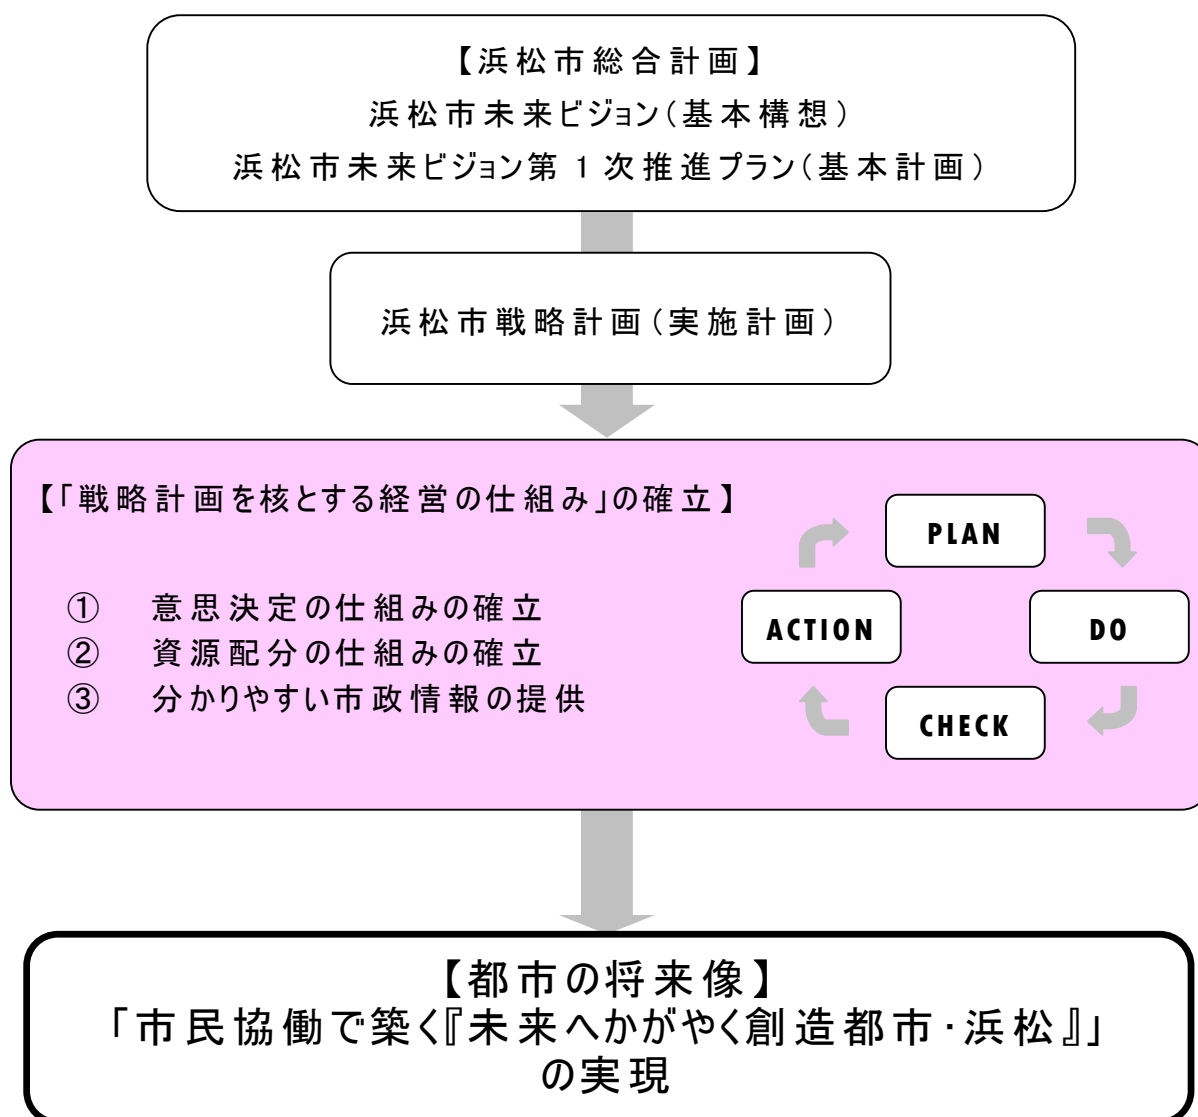 【浜松市総合計画】
浜松市未来ビジョン（基本構想）
浜松市未来ビジョン第１次推進プラン（基本計画）
浜松市戦略計画（実施計画）
【「戦略計画を核とする経営の仕組み」の確立】
① 意思決定の仕組みの確立
② 資源配分の仕組みの確立
③ 分かりやすい市政情報の提供
PLAN
ACTION
DO
CHECK
【都市の将来像】
「市民協働で築く『未来へかがやく創造都市・浜松』」
の実現